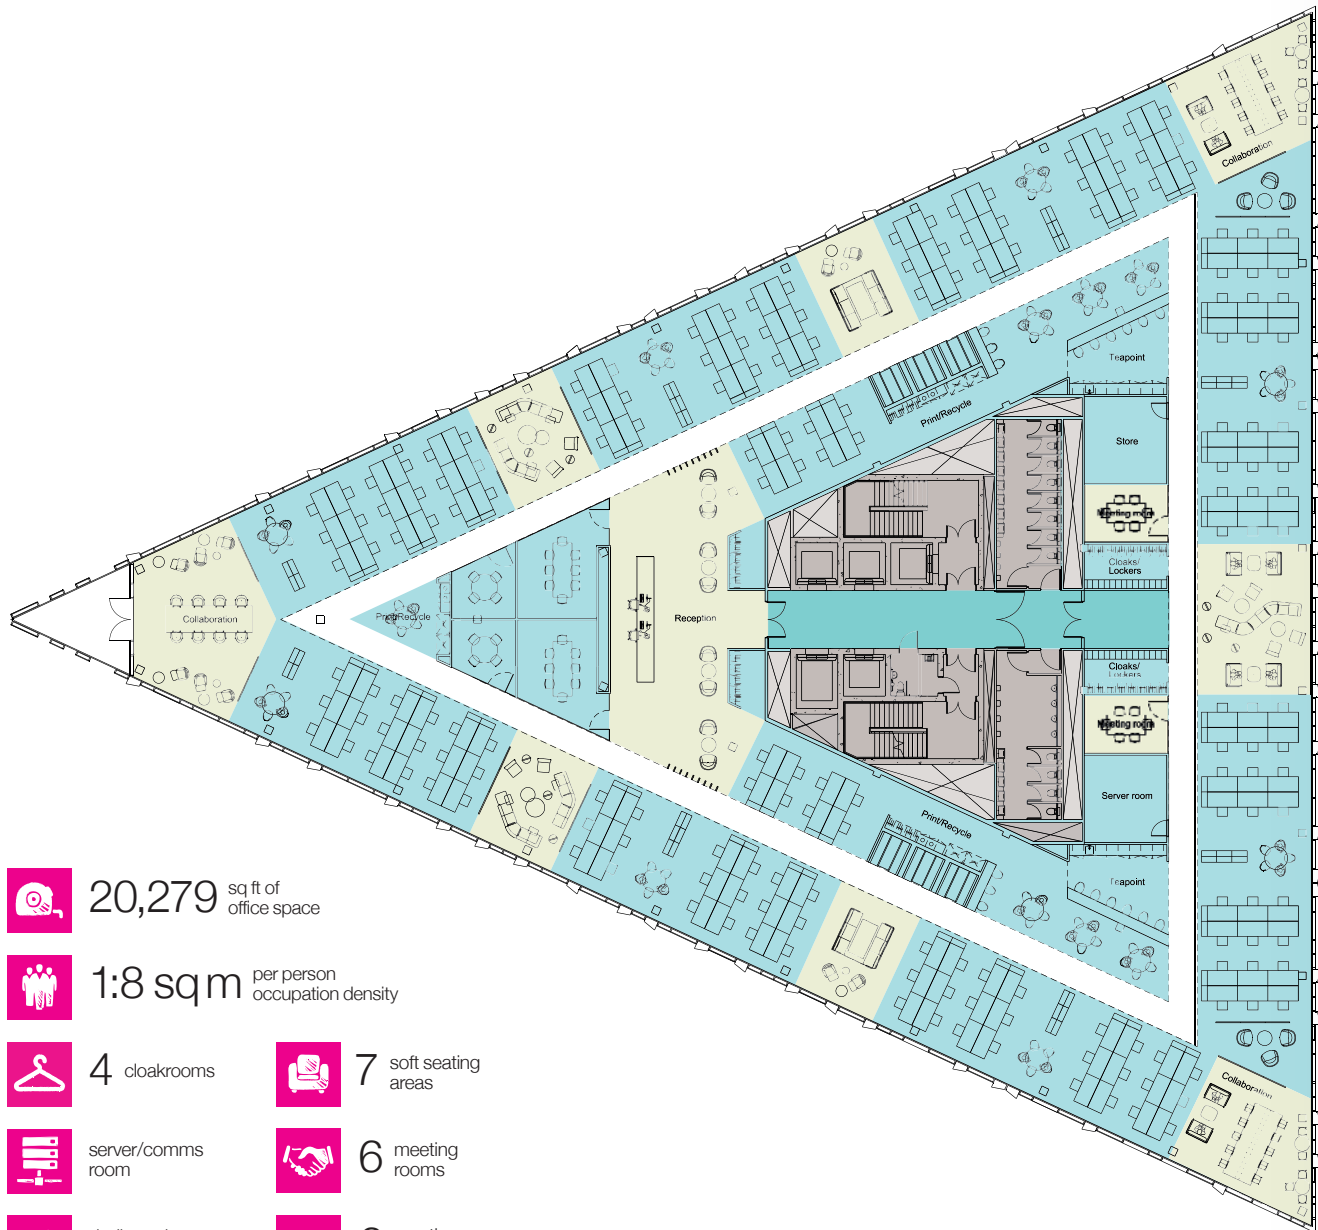 Collaboration
Teapoint
Print/Recycle
Store
Meeting room
Cloaks/
Lockers
Collaboration
Print/Recycle
Reception
Cloaks/
Lockers
Meeting room
Server room
Print/Recycle
Teapoint
Collaboration
20,279 sq ft of
office space
1:8 sq m per person
occupation density
4 cloakrooms
7 soft seating
areas
server/comms
room
6 meeting
rooms